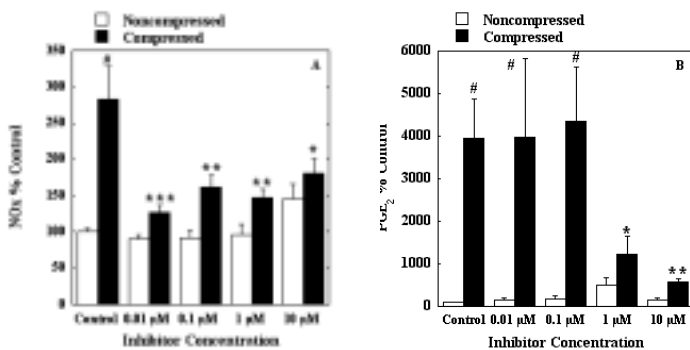 Noncompressed
Compressed
A
NOx % Control
350
300
250
200
150
100
50
0
#
***
**
**
*
Control 0.01 µM 0.1 µM 1 µM 10 µM
Inhibitor Concentration
Noncompressed
Compressed
B
PGE2 % Control
6000
5000
4000
3000
2000
1000
0
#
#
#
*
**
Control 0.01 µM 0.1 µM 1 µM 10 µM
Inhibitor Concentration